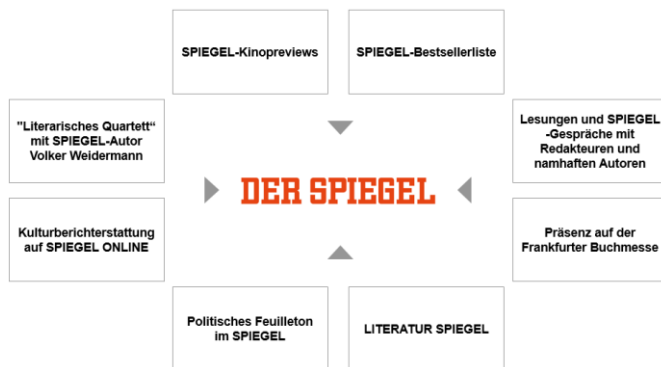 SPIEGEL-Kinopreviews
SPIEGEL-Bestsellerliste
"Literarisches Quartett“
mit SPIEGEL-Autor
Volker Weidermann
Lesungen und SPIEGEL
-Gespräche mit
Redakteuren und
namhaften Autoren
DER SPIEGEL
Kulturberichterstattung
auf SPIEGEL ONLINE
Präsenz auf der
Frankfurter Buchmesse
Politisches Feuilleton
im SPIEGEL
LITERATUR SPIEGEL